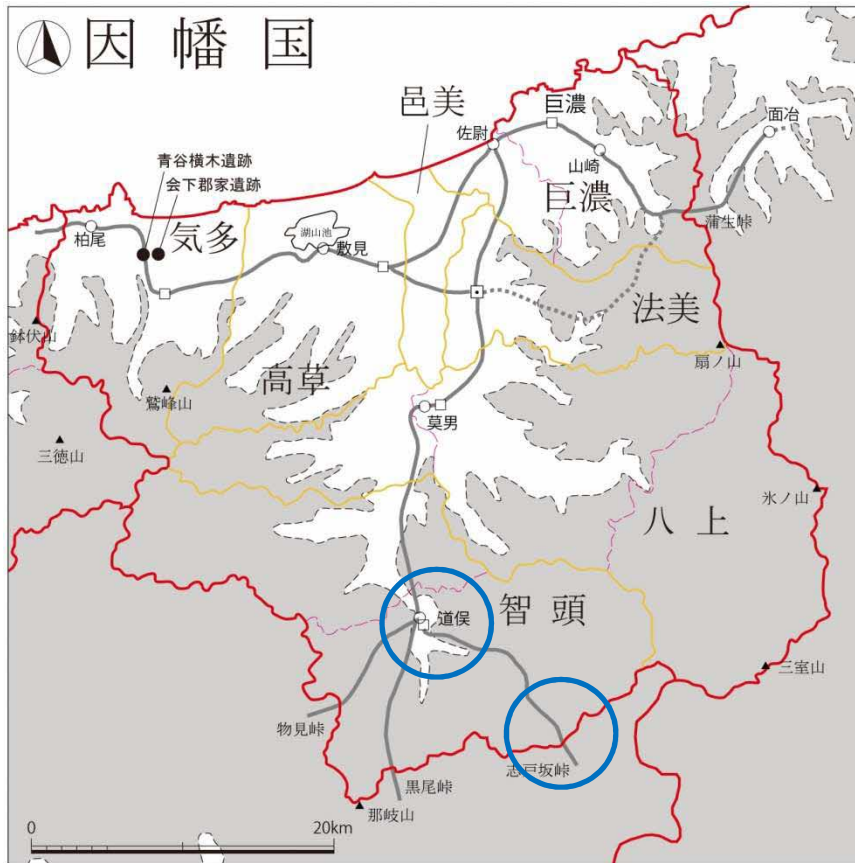 因幡国
邑美
巨濃
面治
佐尉
青谷横木遺跡
会下郡家遺跡
山崎
巨濃
蒲生峠
柏尾
気多
湖山池
敷見
法美
鉢伏山
扇ノ山
鷲峰山
高草
莫男
三徳山
氷ノ山
八上
智頭
道俣
三室山
物見峠
志戸坂峠
黒尾峠
那岐山
0
20km